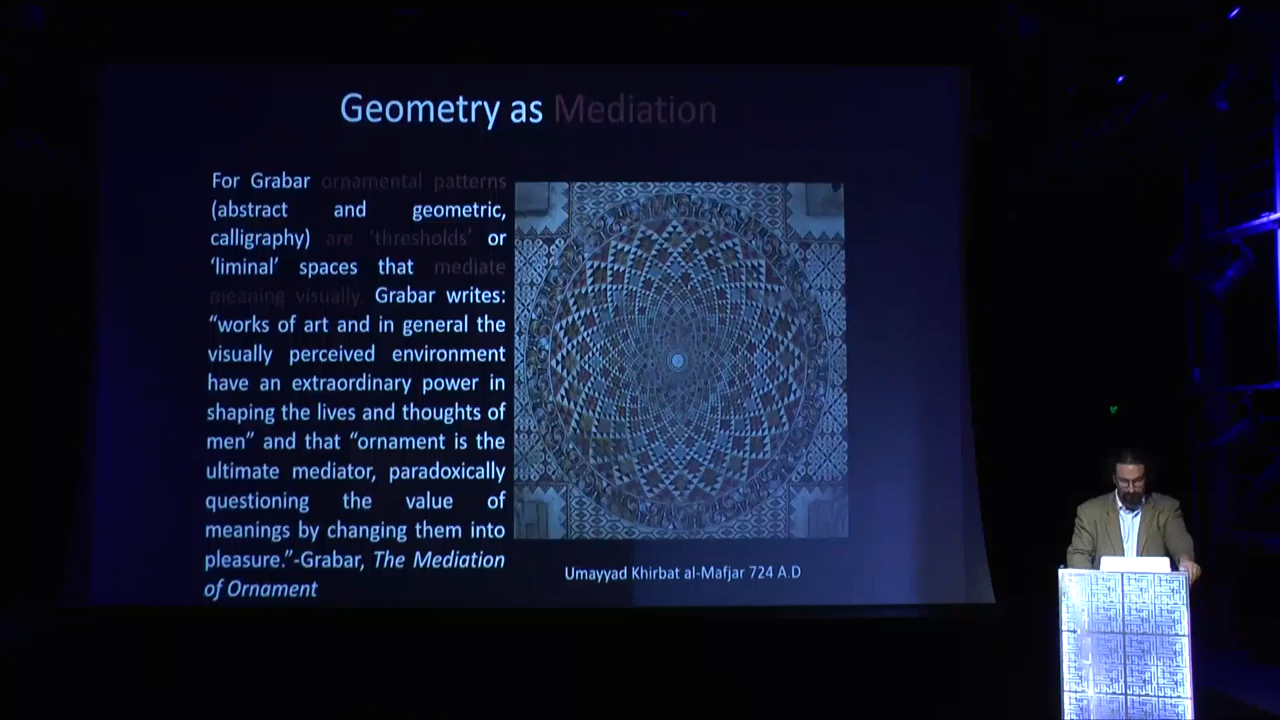 Geometry as Mediation
For Grabar ornamental patterns
(abstract and geometric,
calligraphy) are ‘thresholds’ or
‘liminal’ spaces that mediate
meaning visually. Grabar writes:
“works of art and in general the
visually perceived environment
have an extraordinary power in
shaping the lives and thoughts of
men” and that “ornament is the
ultimate mediator, paradoxically
questioning the value of
meanings by changing them into
pleasure.”-Grabar, The Mediation
of Ornament
Umayyad Khirbat al-Mafjar 724 A.D